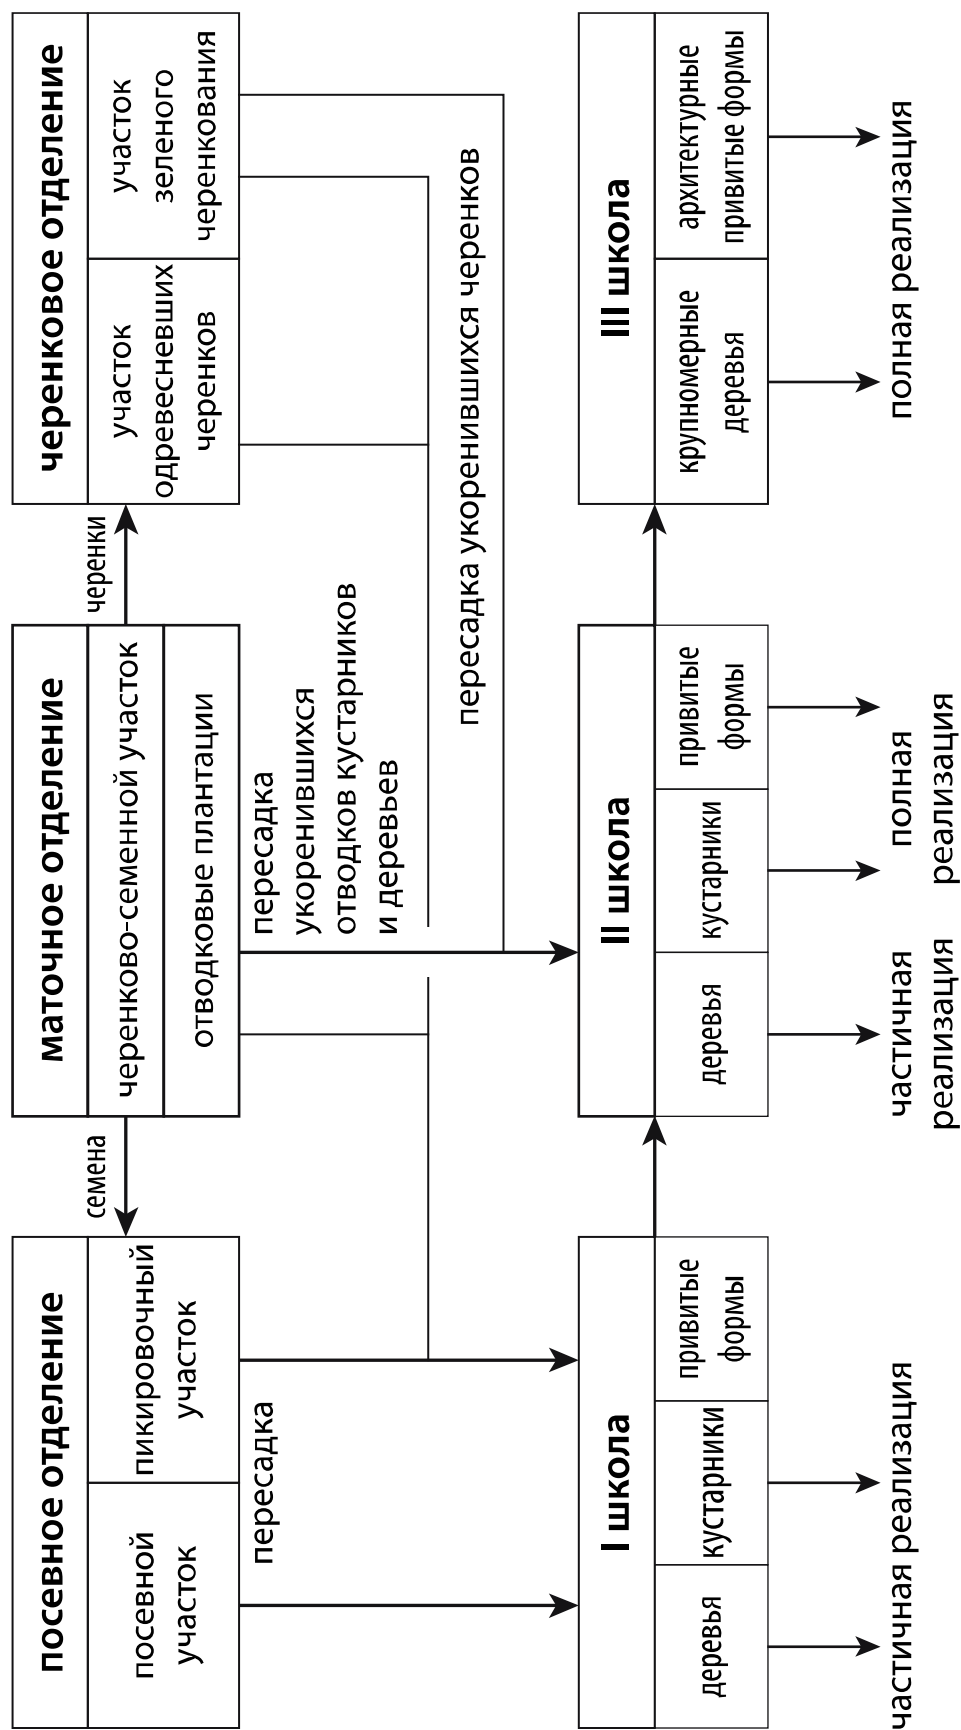 посевное отделение
посевной
участок
пикировочный
участок
семена
маточное отделение
черенково-семенной участок
отводковые плантации
черенки
черенковое отделение
участок
одревесневших
черенков
участок
зеленого
черенкования
пересадка
пересадка
укоренившихся
отводков кустарников
и деревьев
пересадка укоренившихся черенков
I школа
деревья
кустарники
привитые
формы
II школа
деревья
кустарники
привитые
формы
III школа
крупномерные
деревья
архитектурные
привитые формы
частичная реализация
частичная
реализация
полная
реализация
полная реализация